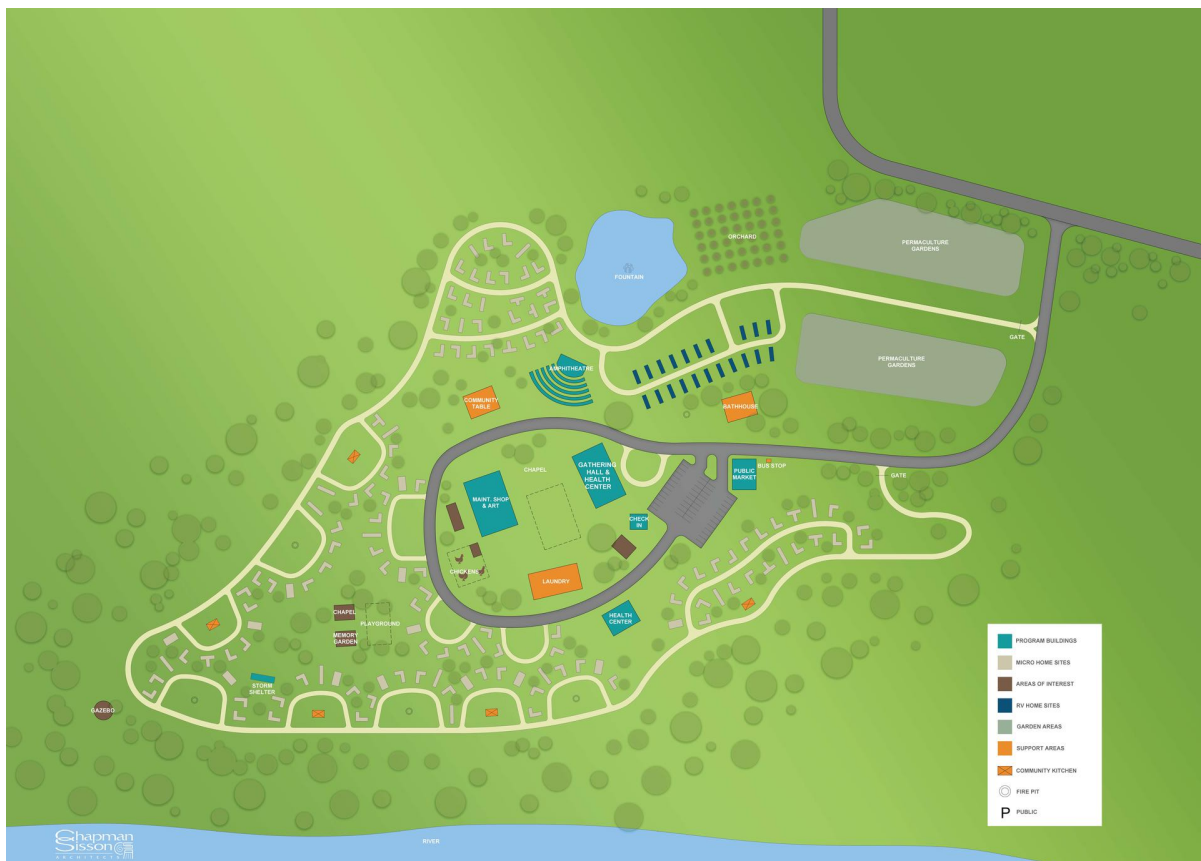 ORCHARD
PERMACULTURE
GARDENS
FOUNTAIN
GATE
PERMACULTURE
GARDENS
AMPHITHEATRE
COMMUNITY
TABLE
BATHHOUSE
CHAPEL
GATHERING
HALL &
HEALTH
CENTER
PUBLIC
MARKET
BUS STOP
GATE
MAINT. SHOP
& ART
CHECK
IN
CHICKENS
LAUNDRY
CHAPEL
PLAYGROUND
MEMORY
GARDEN
HEALTH
CENTER
STORM
SHELTER
GAZEBO
PROGRAM BUILDINGS
MICRO HOME SITES
AREAS OF INTEREST
RV HOME SITES
GARDEN AREAS
SUPPORT AREAS
COMMUNITY KITCHEN
FIRE PIT
P PUBLIC
RIVER
Chapman
Sisson
ARCHITECTS